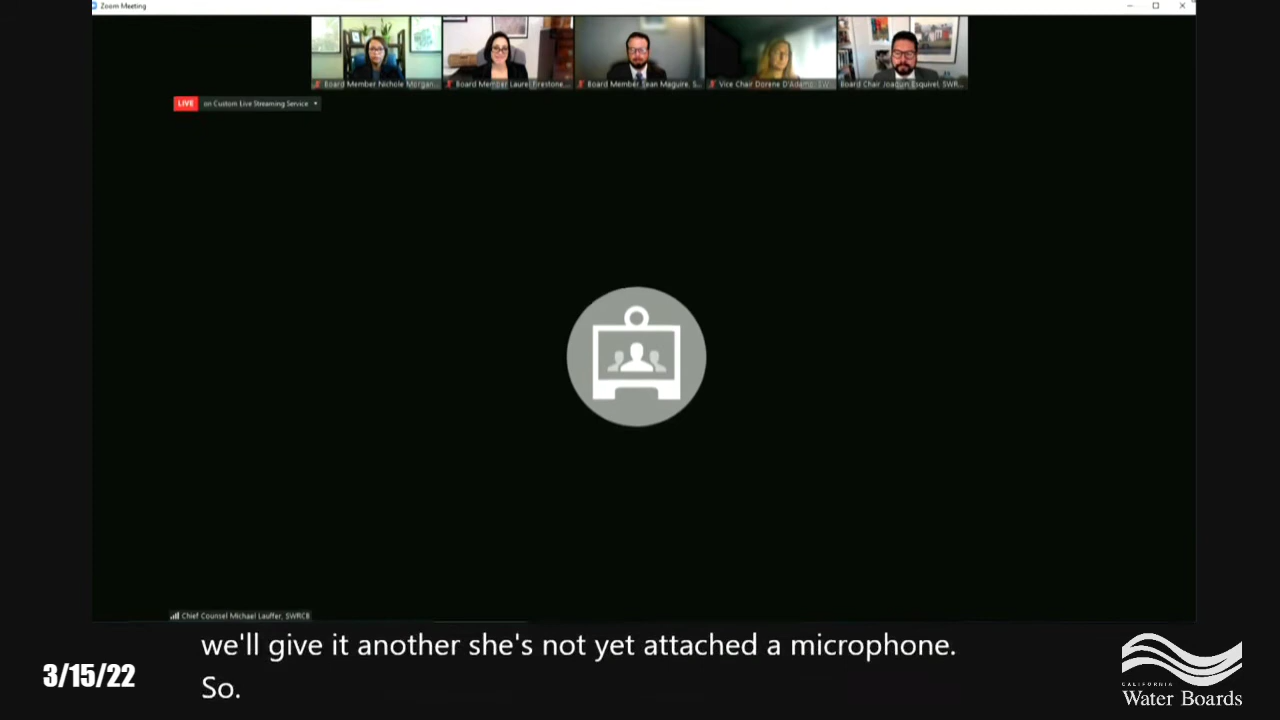 Zoom Meeting
Board Member Nichole Morgan...
Board Member Laurel Firestone...
Board Member Sean Maguire, S...
Vice Chair Dorene D'Adamo, SW...
Board Chair Joaquin Esquivel, SWR...
LIVE on Custom Live Streaming Service
Chief Counsel Michael Lauffer, SWRCB
we'll give it another she's not yet attached a microphone.
So.
3/15/22
CALIFORNIA
Water Boards